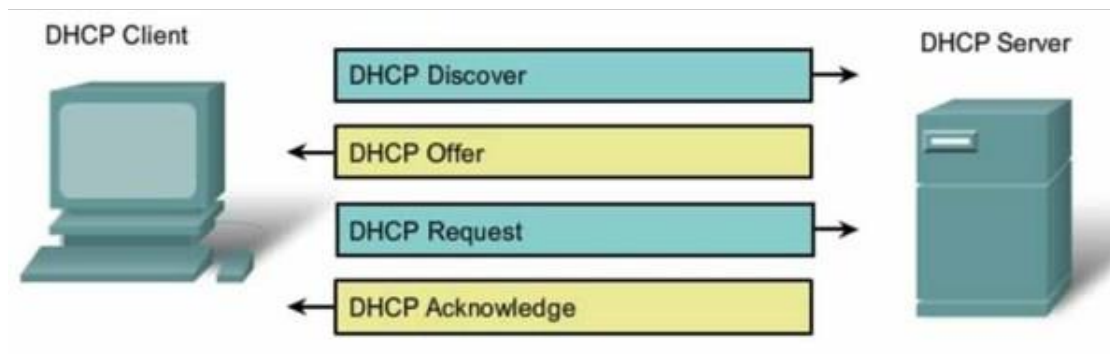 DHCP Client
DHCP Server
DHCP Discover
DHCP Offer
DHCP Request
DHCP Acknowledge